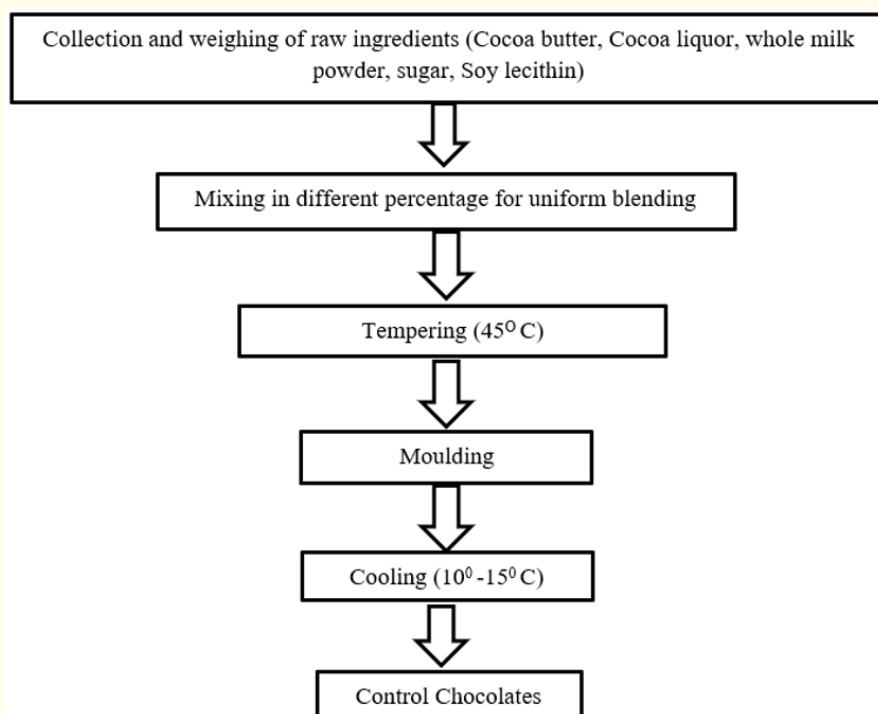 Collection and weighing of raw ingredients (Cocoa butter, Cocoa liquor, whole milk
powder, sugar, Soy lecithin)
Mixing in different percentage for uniform blending
Tempering (45⁰ C)
Moulding
Cooling (10⁰ -15⁰ C)
Control Chocolates